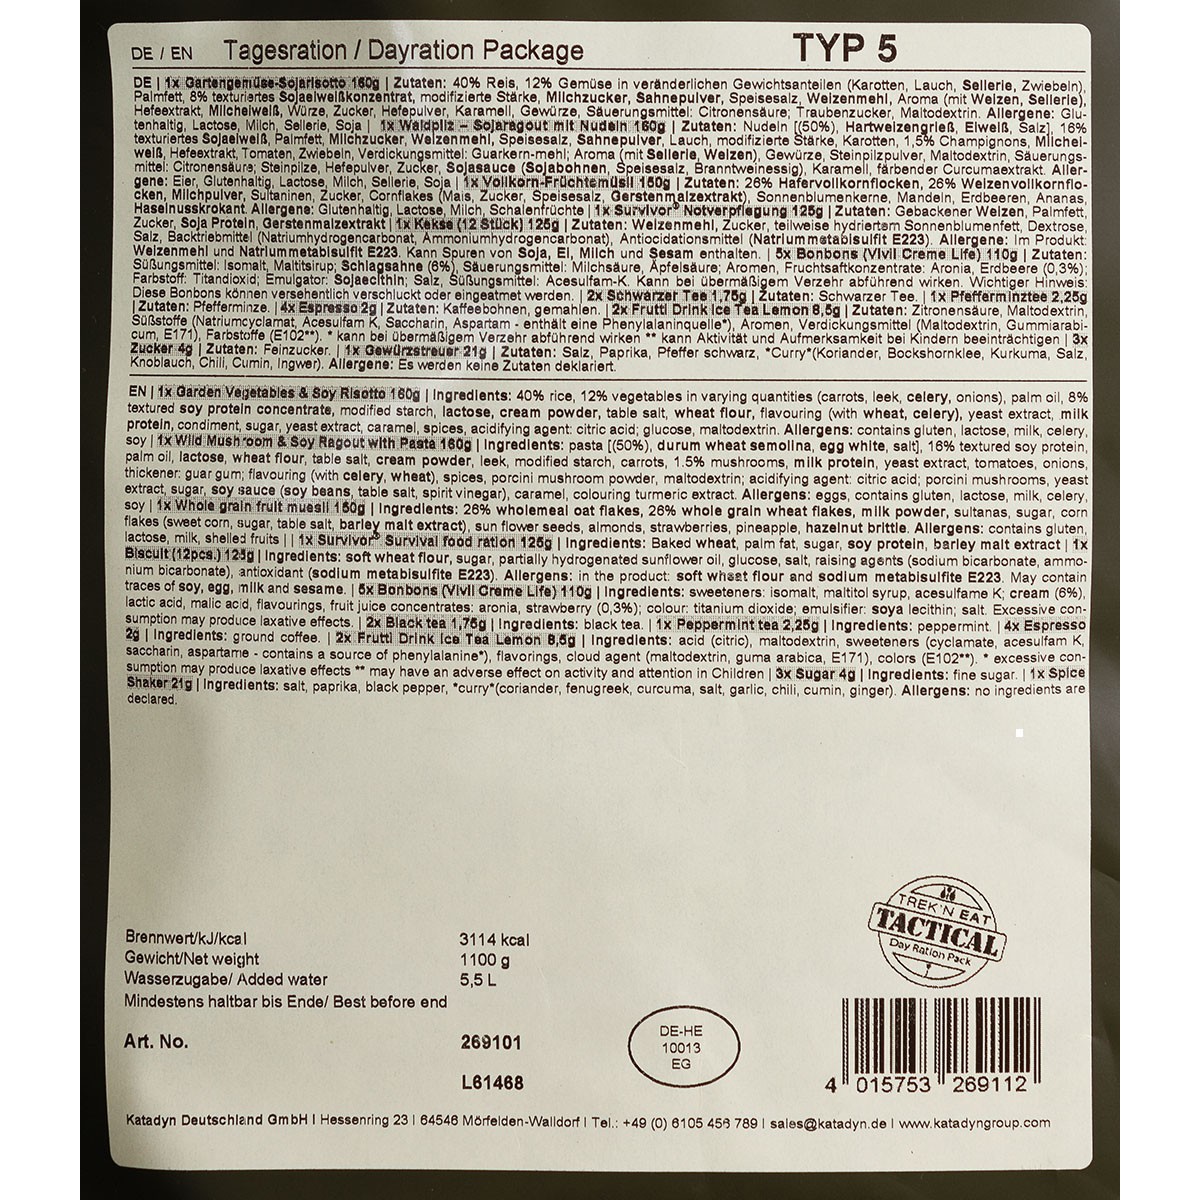 DE / EN Tagesration / Dayration Package TYP 5
DE | 1x Gartengemüse-Sojarisotto 160g | Zutaten: 40% Reis, 12% Gemüse in veränderlichen Gewichtsanteilen (Karotten, Lauch, Sellerie, Zwiebeln),
Palmfett, 8% texturiertes Sojaeiweißkonzentrat, modifizierte Stärke, Milchzucker, Sahnepulver, Speisesalz, Weizenmehl, Aroma (mit Weizen, Sellerie),
Hefeextrakt, Milcheiweiß, Würze, Zucker, Hefepulver, Karamell, Gewürze, Säuerungsmittel: Citronensäure; Traubenzucker, Maltodextrin. Allergene: Glu-
tenhaltig, Lactose, Milch, Sellerie, Soja | 1x Waldpilz – Sojaragout mit Nudeln 160g | Zutaten: Nudeln [(50%), Hartweizengrieß, Eiweiß, Salz], 16%
texturiertes Sojaeiweiß, Palmfett, Milchzucker, Weizenmehl, Speisesalz, Sahnepulver, Lauch, modifizierte Stärke, Karotten, 1,5% Champignons, Milchei-
weiß, Hefeextrakt, Tomaten, Zwiebeln, Verdickungsmittel: Guarkern-mehl; Aroma (mit Sellerie, Weizen), Gewürze, Steinpilzpulver, Maltodextrin, Säuerungs-
mittel: Citronensäure; Steinpilze, Hefepulver, Zucker, Sojasauce (Sojabohnen, Speisesalz, Branntweinessig), Karamell, färbender Curcumaextrakt. Aller-
gene: Eier, Glutenhaltig, Lactose, Milch, Sellerie, Soja | 1x Vollkorn-Früchtemüsli 150g | Zutaten: 26% Hafervollkornflocken, 26% Weizenvollkornflo-
cken, Milchpulver, Sultaninen, Zucker, Cornflakes (Mais, Zucker, Speisesalz, Gerstenmalzextrakt), Sonnenblumenkerne, Mandeln, Erdbeeren, Ananas,
Haselnusskrokant. Allergene: Glutenhaltig, Lactose, Milch, Schalenfrüchte | 1x Survivor® Notverpflegung 125g | Zutaten: Gebackener Weizen, Palmfett,
Zucker, Soja Protein, Gerstenmalzextrakt | 1x Kekse (12 Stück) 125g | Zutaten: Weizenmehl, Zucker, teilweise hydriertem Sonnenblumenfett, Dextrose,
Salz, Backtriebmittel (Natriumhydrogencarbonat, Ammoniumhydrogencarbonat), Antiocidationsmittel (Natriummetabisulfit E223). Allergene: Im Produkt:
Weizenmehl und Natriummetabisulfit E223. Kann Spuren von Soja, Ei, Milch und Sesam enthalten. | 5x Bonbons (Vivil Creme Life) 110g | Zutaten:
Süßungsmittel: Isomalt, Maltitsirup; Schlagsahne (6%), Säuerungsmittel: Milchsäure, Äpfelsäure; Aromen, Fruchtsaftkonzentrate: Aronia, Erdbeere (0,3%);
Farbstoff: Titandioxid; Emulgator: Sojaecithin; Salz, Süßungsmittel: Acesulfam-K. Kann bei übermäßigem Verzehr abführend wirken. Wichtiger Hinweis:
Diese Bonbons können versehentlich verschluckt oder eingeatmet werden. | 2x Schwarzer Tee 1,75g | Zutaten: Schwarzer Tee. | 1x Pfefferminztee 2,25g
| Zutaten: Pfefferminze. | 4x Espresso 2g | Zutaten: Kaffeebohnen, gemahlen. | 2x Frutti Drink Ice Tea Lemon 8,5g | Zutaten: Zitronensäure, Maltodextrin,
Süßstoffe (Natriumcyclamat, Acesulfam K, Saccharin, Aspartam - enthält eine Phenylalaninquelle*), Aromen, Verdickungsmittel (Maltodextrin, Gummiarabi-
cum, E171), Farbstoffe (E102**). * kann bei übermäßigem Verzehr abführend wirken ** kann Aktivität und Aufmerksamkeit bei Kindern beeinträchtigen | 3x
Zucker 4g | Zutaten: Feinzucker. | 1x Gewürzstreuer 21g | Zutaten: Salz, Paprika, Pfeffer schwarz, *Curry*(Koriander, Bockshornklee, Kurkuma, Salz,
Knoblauch, Chili, Cumin, Ingwer). Allergene: Es werden keine Zutaten deklariert.
EN | 1x Garden Vegetables & Soy Risotto 160g | Ingredients: 40% rice, 12% vegetables in varying quantities (carrots, leek, celery, onions), palm oil, 8%
textured soy protein concentrate, modified starch, lactose, cream powder, table salt, wheat flour, flavouring (with wheat, celery), yeast extract, milk
protein, condiment, sugar, yeast extract, caramel, spices, acidifying agent: citric acid; glucose, maltodextrin. Allergens: contains gluten, lactose, milk, celery,
soy | 1x Wild Mushroom & Soy Ragout with Pasta 160g | Ingredients: pasta [(50%), durum wheat semolina, egg white, salt], 16% textured soy protein,
palm oil, lactose, wheat flour, table salt, cream powder, leek, modified starch, carrots, 1.5% mushrooms, milk protein, yeast extract, tomatoes, onions,
thickener: guar gum; flavouring (with celery, wheat), spices, porcini mushroom powder, maltodextrin; acidifying agent: citric acid; porcini mushrooms, yeast
extract, sugar, soy sauce (soy beans, table salt, spirit vinegar), caramel, colouring turmeric extract. Allergens: eggs, contains gluten, lactose, milk, celery,
soy | 1x Whole grain fruit muesli 150g | Ingredients: 26% wholemeal oat flakes, 26% whole grain wheat flakes, milk powder, sultanas, sugar, corn
flakes (sweet corn, sugar, table salt, barley malt extract), sun flower seeds, almonds, strawberries, pineapple, hazelnut brittle. Allergens: contains gluten,
lactose, milk, shelled fruits | | 1x Survivor® Survival food ration 125g | Ingredients: Baked wheat, palm fat, sugar, soy protein, barley malt extract | 1x
Biscuit (12pcs.) 125g | Ingredients: soft wheat flour, sugar, partially hydrogenated sunflower oil, glucose, salt, raising agents (sodium bicarbonate, ammo-
nium bicarbonate), antioxidant (sodium metabisulfite E223). Allergens: in the product: soft wheat flour and sodium metabisulfite E223. May contain
traces of soy, egg, milk and sesame. | 5x Bonbons (Vivil Creme Life) 110g | Ingredients: sweeteners: isomalt, maltitol syrup, acesulfame K; cream (6%),
lactic acid, malic acid, flavourings, fruit juice concentrates: aronia, strawberry (0,3%); colour: titanium dioxide; emulsifier: soya lecithin; salt. Excessive con-
sumption may produce laxative effects. | 2x Black tea 1,75g | Ingredients: black tea. | 1x Peppermint tea 2,25g | Ingredients: peppermint. | 4x Espresso
2g | Ingredients: ground coffee. | 2x Frutti Drink Ice Tea Lemon 8,5g | Ingredients: acid (citric), maltodextrin, sweeteners (cyclamate, acesulfam K,
saccharin, aspartame - contains a source of phenylalanine*), flavorings, cloud agent (maltodextrin, guma arabica, E171), colors (E102**). * excessive con-
sumption may produce laxative effects ** may have an adverse effect on activity and attention in Children | 3x Sugar 4g | Ingredients: fine sugar. | 1x Spice
Shaker 21g | Ingredients: salt, paprika, black pepper, *curry*(coriander, fenugreek, curcuma, salt, garlic, chili, cumin, ginger). Allergens: no ingredients are
declared.
TREK'N EAT
TACTICAL
Day Ration Pack
Brennwert/kJ/kcal 3114 kcal
Gewicht/Net weight 1100 g
Wasserzugabe/ Added water 5,5 L
Mindestens haltbar bis Ende/ Best before end
Art. No. 269101
L61468
DE-HE
10013
EG
4 015753 269112
Katadyn Deutschland GmbH I Hessenring 23 I 64546 Mörfelden-Walldorf I Tel.: +49 (0) 6105 456 789 I sales@katadyn.de I www.katadyngroup.com